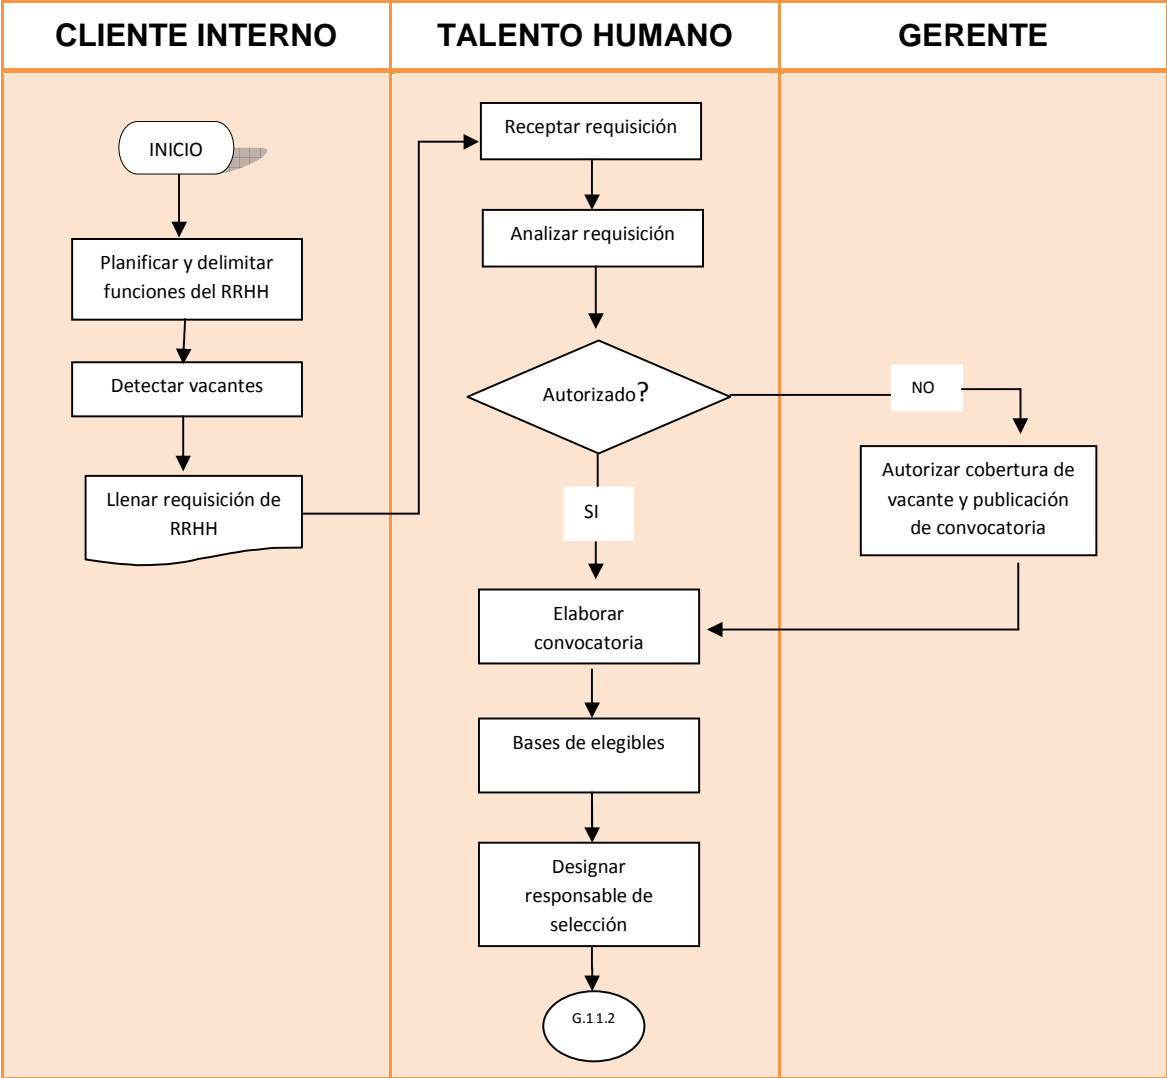 CLIENTE INTERNO
TALENTO HUMANO
GERENTE
INICIO
Planificar y delimitar
funciones del RRHH
Detectar vacantes
Llenar requisición de
RRHH
Receptar requisición
Analizar requisición
Autorizado?
SI
NO
Autorizar cobertura de
vacante y publicación
de convocatoria
Elaborar
convocatoria
Bases de elegibles
Designar
responsable de
selección
G.1.1.2